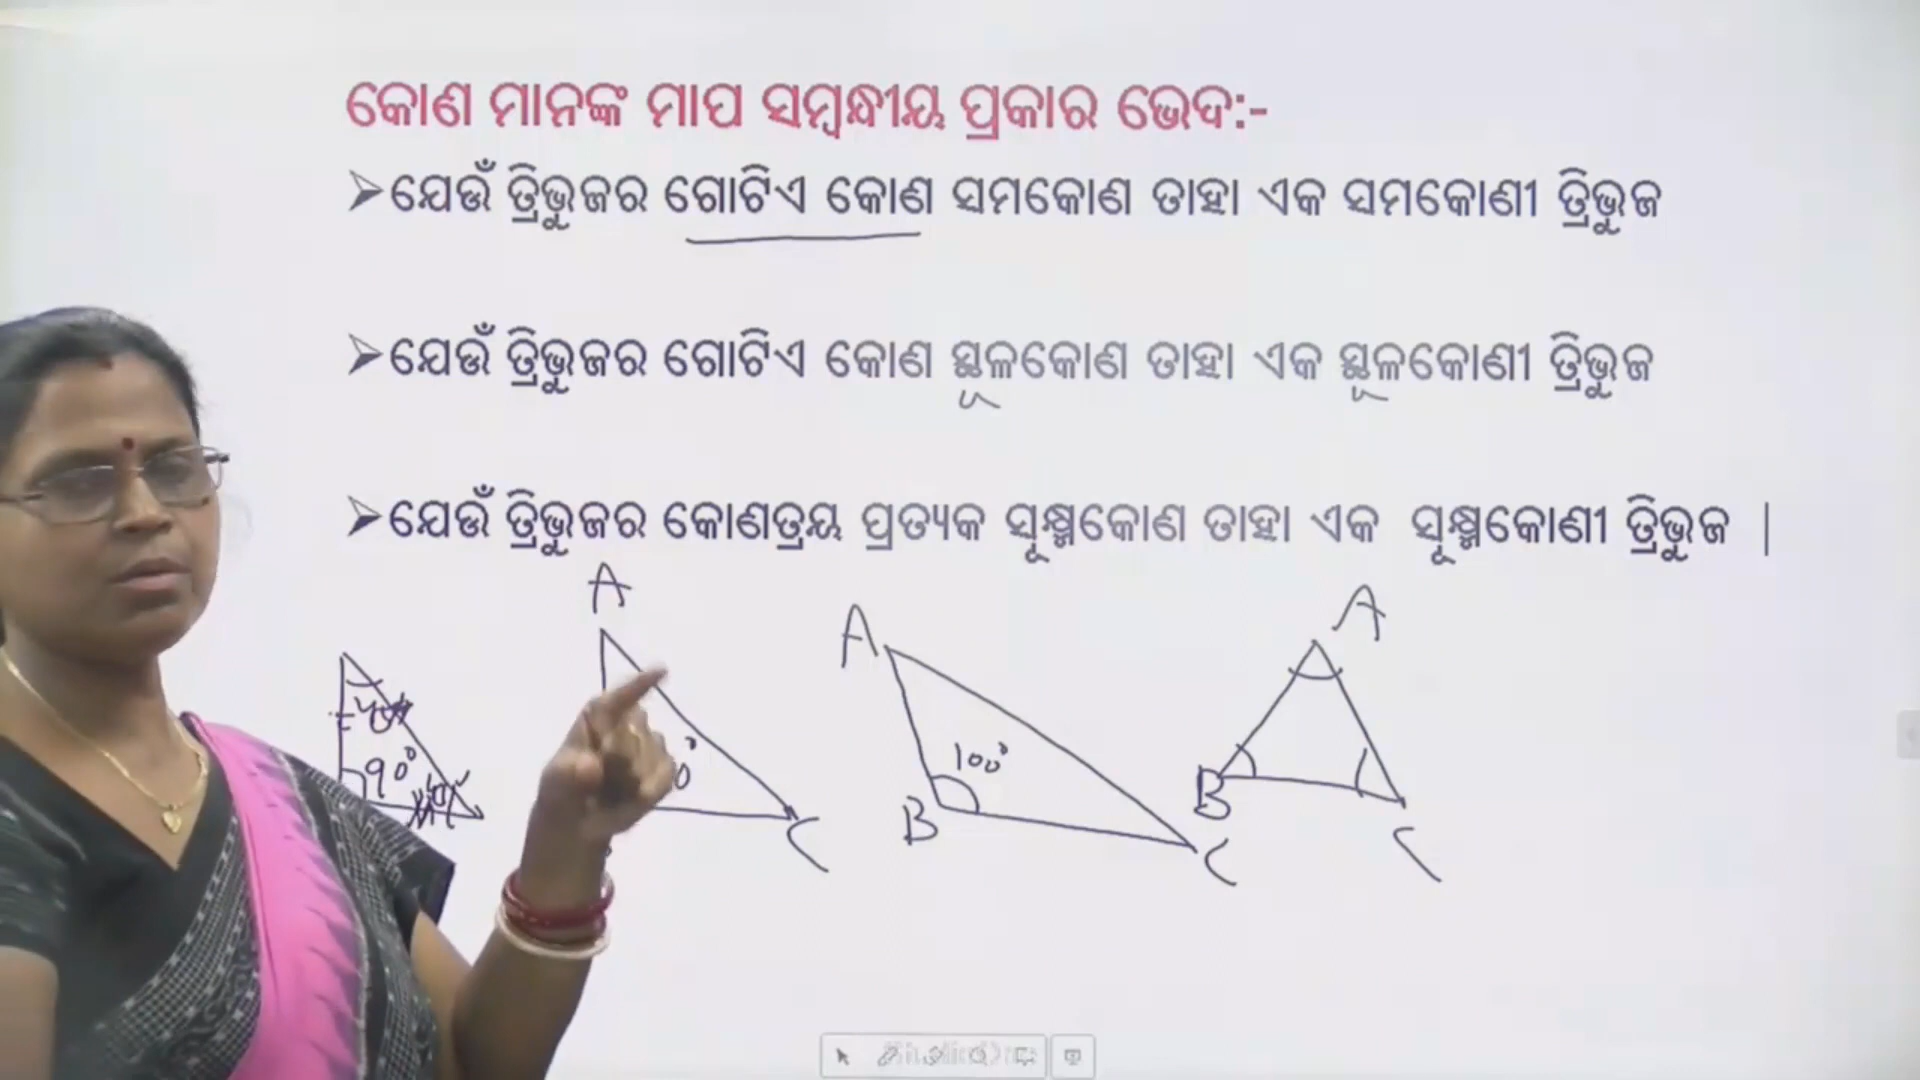 କୋଣ ମାନଙ୍କ ମାପ ସମ୍ବନ୍ଧୀୟ ପ୍ରକାର ଭେଦ:-
➢ଯେଉଁ ତ୍ରିଭୁଜର ଗୋଟିଏ କୋଣ ସମକୋଣ ତାହା ଏକ ସମକୋଣୀ ତ୍ରିଭୁଜ
➢ଯେଉଁ ତ୍ରିଭୁଜର ଗୋଟିଏ କୋଣ ସ୍ଥୂଳକୋଣ ତାହା ଏକ ସ୍ଥୂଳକୋଣୀ ତ୍ରିଭୁଜ
➢ଯେଉଁ ତ୍ରିଭୁଜର କୋଣତ୍ରୟ ପ୍ରତ୍ୟକ ସୂକ୍ଷ୍ମକୋଣ ତାହା ଏକ ସୂକ୍ଷ୍ମକୋଣୀ ତ୍ରିଭୁଜ |
A A A
90° 100°
B B
C C C